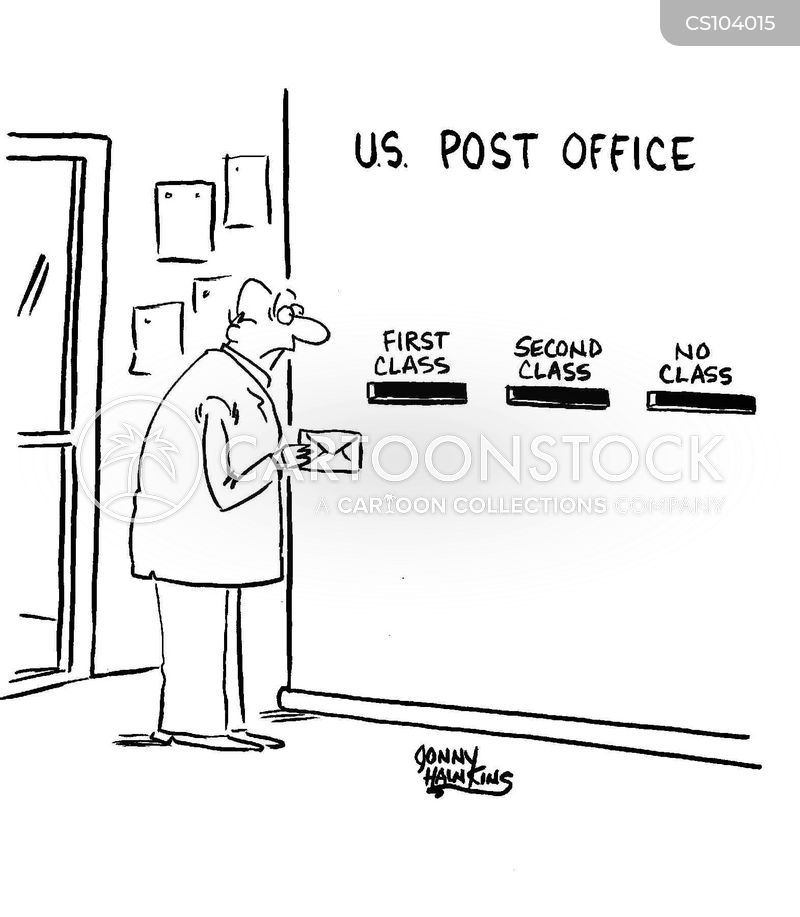 CS104015
U.S. POST OFFICE
FIRST
CLASS
SECOND
CLASS
NO
CLASS
CARTOONSTOCK
A CARTOON COLLECTIONS COMPANY
JONNY
HAWKINS